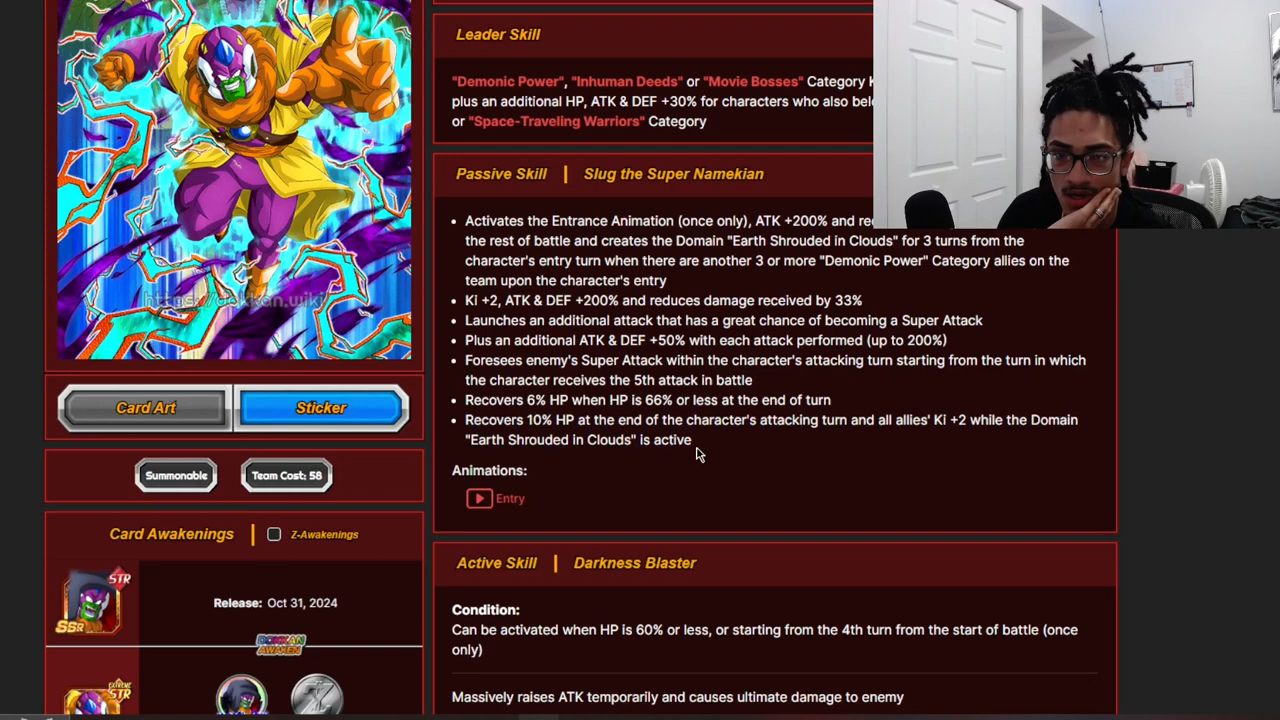 Leader Skill
"Demonic Power", "Inhuman Deeds" or "Movie Bosses" Category
plus an additional HP, ATK & DEF +30% for characters who also
or "Space-Traveling Warriors" Category
Passive Skill | Slug the Super Namekian
Activates the Entrance Animation (once only), ATK +200% and
the rest of battle and creates the Domain "Earth Shrouded in Clouds" for 3 turns from the
character's entry turn when there are another 3 or more "Demonic Power" Category allies on the
team upon the character's entry
Ki +2, ATK & DEF +200% and reduces damage received by 33%
Launches an additional attack that has a great chance of becoming a Super Attack
Plus an additional ATK & DEF +50% with each attack performed (up to 200%)
Foresees enemy's Super Attack within the character's attacking turn starting from the turn in which
the character receives the 5th attack in battle
Recovers 6% HP when HP is 66% or less at the end of turn
Recovers 10% HP at the end of the character's attacking turn and all allies' Ki +2 while the Domain
"Earth Shrouded in Clouds" is active
Animations:
Entry
Active Skill | Darkness Blaster
Condition:
Can be activated when HP is 60% or less, or starting from the 4th turn from the start of battle (once
only)
Massively raises ATK temporarily and causes ultimate damage to enemy
https://dokkan.wiki
Card Art
Sticker
Summonable
Team Cost: 58
Card Awakenings | Z-Awakenings
STR
SSR
Release: Oct 31, 2024
DOKKAN
AWAKEN
EXTREME
STR
Z